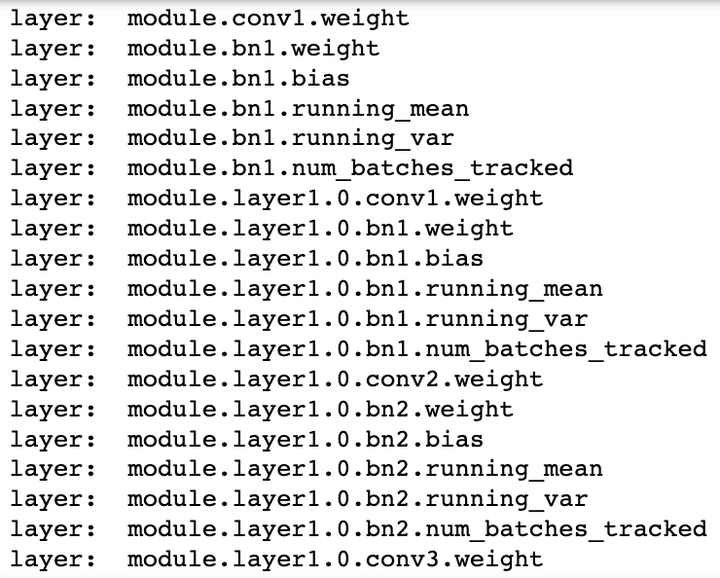 layer:  module.conv1.weight
layer:  module.bn1.weight
layer:  module.bn1.bias
layer:  module.bn1.running_mean
layer:  module.bn1.running_var
layer:  module.bn1.num_batches_tracked
layer:  module.layer1.0.conv1.weight
layer:  module.layer1.0.bn1.weight
layer:  module.layer1.0.bn1.bias
layer:  module.layer1.0.bn1.running_mean
layer:  module.layer1.0.bn1.running_var
layer:  module.layer1.0.bn1.num_batches_tracked
layer:  module.layer1.0.conv2.weight
layer:  module.layer1.0.bn2.weight
layer:  module.layer1.0.bn2.bias
layer:  module.layer1.0.bn2.running_mean
layer:  module.layer1.0.bn2.running_var
layer:  module.layer1.0.bn2.num_batches_tracked
layer:  module.layer1.0.conv3.weight